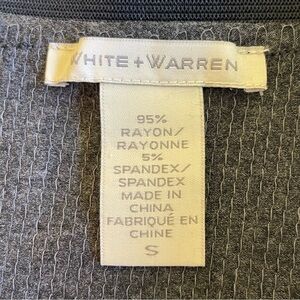 WHITE + WARREN
95%
RAYON/
RAYONNE
5%
SPANDEX/
SPANDEX
MADE IN
CHINA
FABRIQUÉ EN
CHINE
S